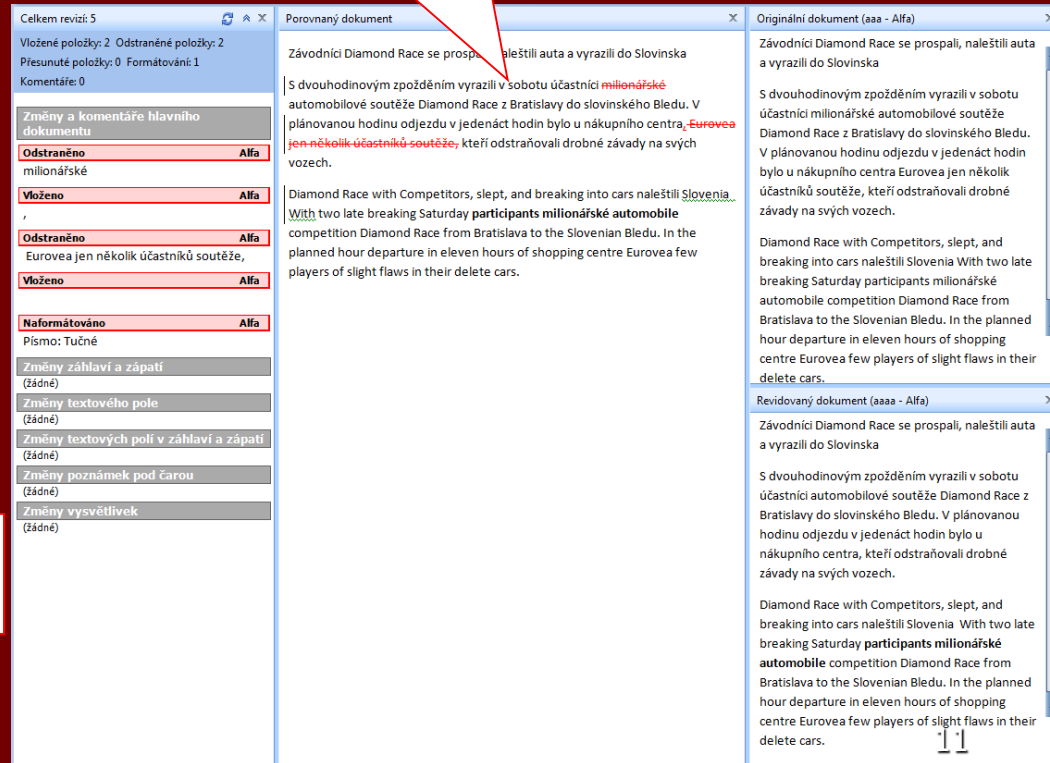 Celkem revizí: 5
Vložené položky: 2 Odstraněné položky: 2
Přesunuté položky: 0 Formátování: 1
Komentáře: 0
Změny a komentáře hlavního
dokumentu
Odstraněno Alfa
milionářské
Vloženo Alfa
,
Odstraněno Alfa
Eurovea jen několik účastníků soutěže,
Vloženo Alfa
Naformátováno Alfa
Písmo: Tučné
Změny záhlaví a zápatí
(žádné)
Změny textového pole
(žádné)
Změny textových polí v záhlaví a zápatí
(žádné)
Změny poznámek pod čarou
(žádné)
Změny vysvětlivek
(žádné)
Porovnaný dokument
Závodníci Diamond Race se naleštili auta a vyrazili do Slovinska
S dvouhodinovým zpožděním vyrazili v sobotu účastníci milionářské
automobilové soutěže Diamond Race z Bratislavy do slovinského Bledu. V
plánovanou hodinu odjezdu v jedenáct hodin bylo u nákupního centra, Eurovea
jen několik účastníků soutěže, kteří odstraňovali drobné závady na svých
vozech.
Diamond Race with Competitors, slept, and breaking into cars naleštili Slovenia
With two late breaking Saturday participants milionářské automobile
competition Diamond Race from Bratislava to the Slovenian Bledu. In the
planned hour departure in eleven hours of shopping centre Eurovea few
players of slight flaws in their delete cars.
Originální dokument (aaa - Alfa)
Závodníci Diamond Race se prospali, naleštili auta
a vyrazili do Slovinska
S dvouhodinovým zpožděním vyrazili v sobotu
účastníci milionářské automobilové soutěže
Diamond Race z Bratislavy do slovinského Bledu.
V plánovanou hodinu odjezdu v jedenáct hodin
bylo u nákupního centra Eurovea jen několik
účastníků soutěže, kteří odstraňovali drobné
závady na svých vozech.
Diamond Race with Competitors, slept, and
breaking into cars naleštili Slovenia With two late
breaking Saturday participants milionářské
automobile competition Diamond Race from
Bratislava to the Slovenian Bledu. In the planned
hour departure in eleven hours of shopping
centre Eurovea few players of slight flaws in their
delete cars.
Revidovaný dokument (aaaa - Alfa)
Závodníci Diamond Race se prospali, naleštili auta
a vyrazili do Slovinska
S dvouhodinovým zpožděním vyrazili v sobotu
účastníci automobilové soutěže Diamond Race z
Bratislavy do slovinského Bledu. V plánovanou
hodinu odjezdu v jedenáct hodin bylo u
nákupního centra, kteří odstraňovali drobné
závady na svých vozech.
Diamond Race with Competitors, slept, and
breaking into cars naleštili Slovenia With two late
breaking Saturday participants milionářské
automobile competition Diamond Race from
Bratislava to the Slovenian Bledu. In the planned
hour departure in eleven hours of shopping
centre Eurovea few players of slight flaws in their
delete cars.
11